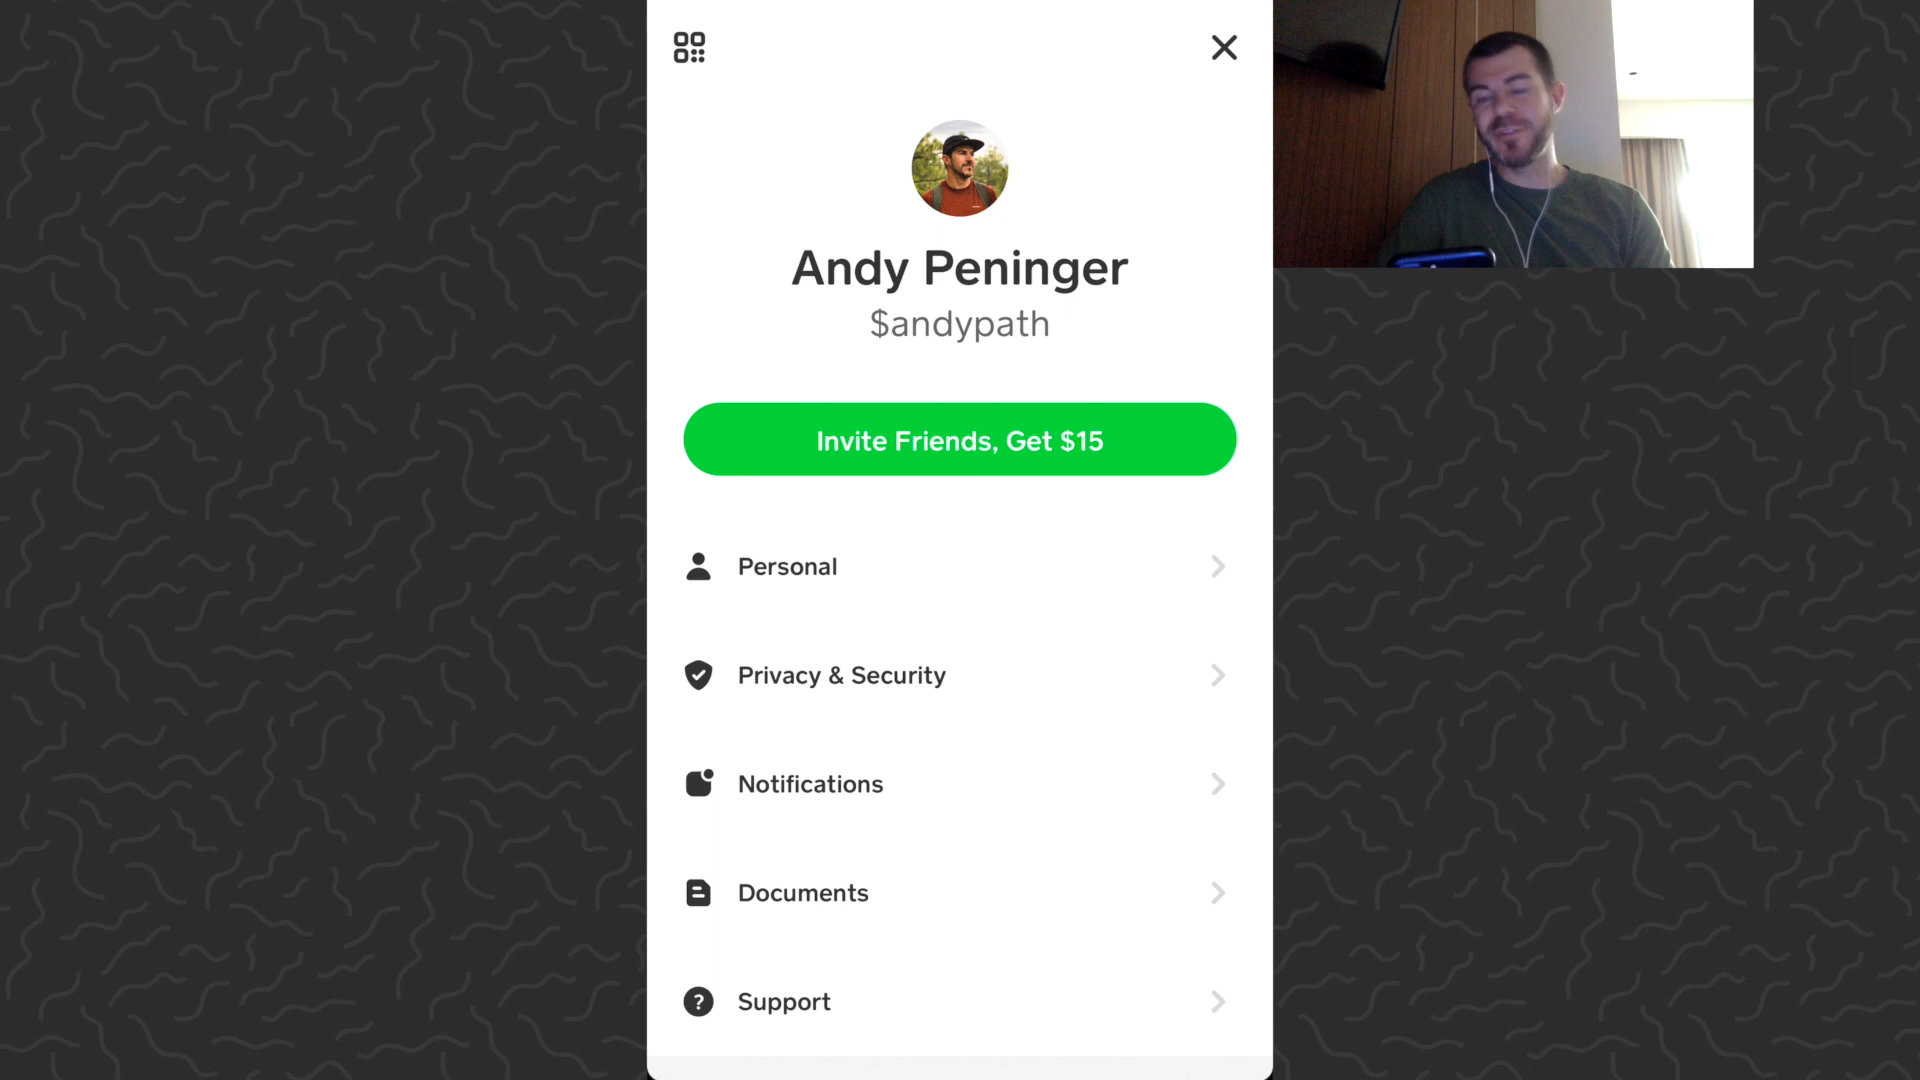 Andy Peninger
$andypath
Invite Friends, Get $15
Personal
Privacy & Security
Notifications
Documents
Support